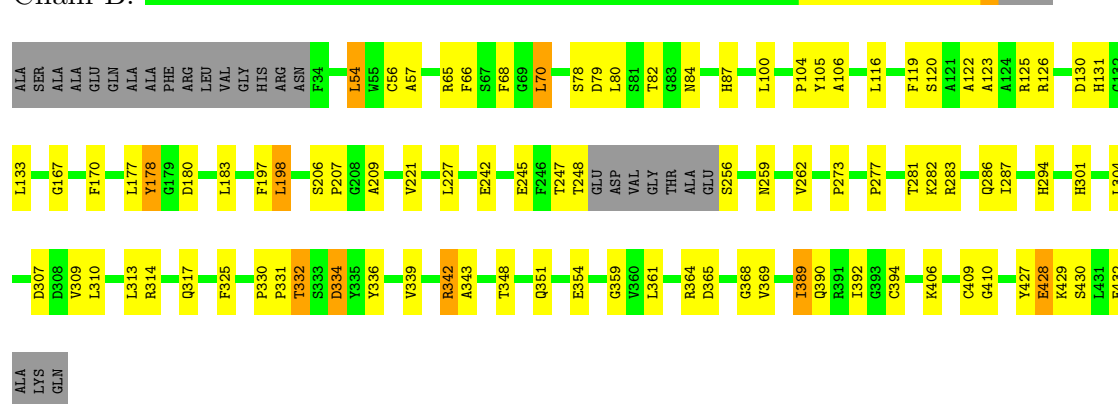 ALA SER ALA ALA GLU GLN ALA ALA PHE ARG LEU VAL GLY HIS ARG ASN F34 L54 W55 C56 A57 R65 F66 S67 F68 G69 L70 S78 D79 L80 S81 T82 G83 N84 H87 L100 P104 Y105 A106 L116 F119 S120 A121 A122 A123 A124 R125 R126 D130 H131 G132
L133 G167 F170 L177 Y178 G179 D180 L183 F197 L198 S206 P207 G208 A209 V221 L227 E242 E245 F246 T247 T248 GLU ASP VAL GLY THR ALA GLU S256 N259 V262 P273 P277 T281 K282 R283 Q286 I287 H294 H301 L304
D307 D308 V309 L310 L313 R314 Q317 F325 P330 P331 T332 S333 D334 Y335 Y336 V339 R342 A343 T348 Q351 E354 G359 V360 L361 R364 D365 G368 V369 I389 Q390 R391 I392 G393 C394 K406 C409 G410 Y427 E428 K429 S430 L431
ALA LYS GLN